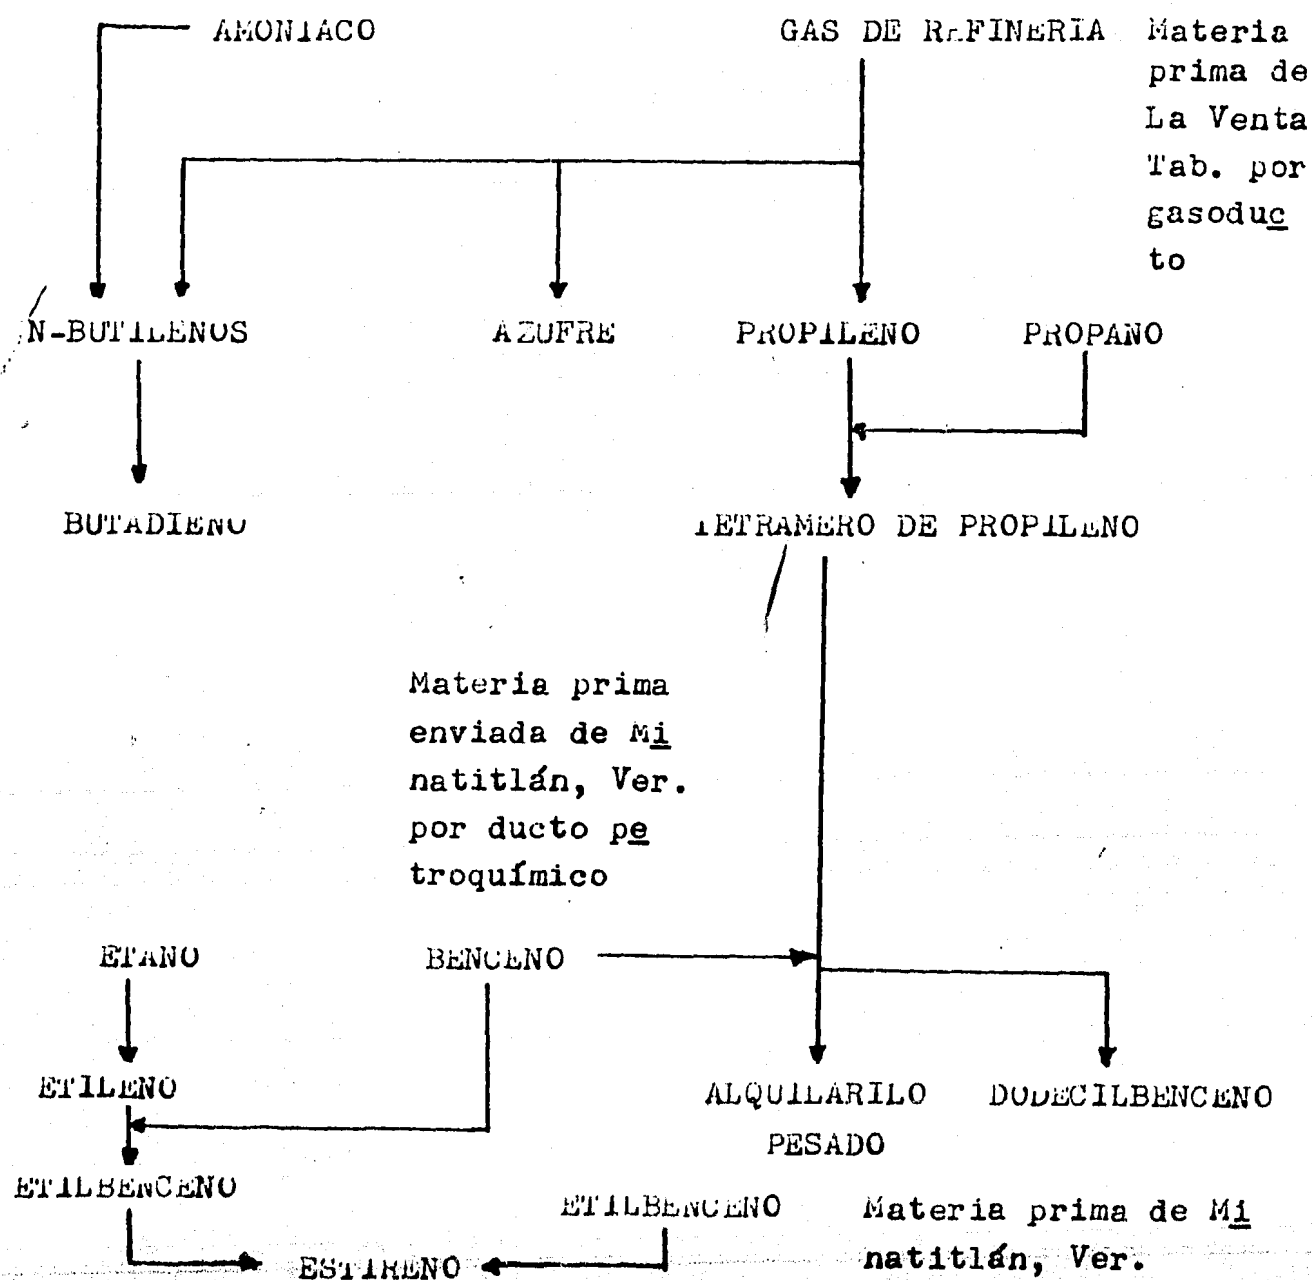 AMONIACO
GAS DE REFINERIA
Materia
prima de
La Venta
Tab. por
gasoduc
to
N-BUTILENOS
AZUFRE
PROPILENO
PROPANO
BUTADIENO
TETRAMERO DE PROPILENO
Materia prima
enviada de Mi
natitlán, Ver.
por ducto pe
troquímico
ETANO
BENCENO
ETILENO
ALQUILARILO
PESADO
DODECILBENCENO
ETILBENCENO
ETILBENCENO
Materia prima de Mi
natitlán, Ver.
ESTIRENO